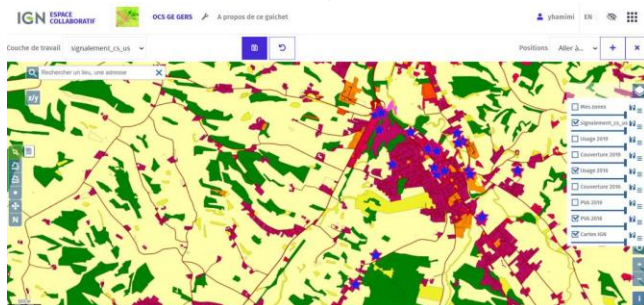 IGN ESPACE COLLABORATIF
OCS GE GERS
A propos de ce guichet
yhamini
EN
Couche de travail signalement_cs_us
Positions Aller à...
Rechercher un lieu, une adresse
x/y
N
Mes zones
signalement_cs_us
Usage 2019
Couverture 2019
Usage 2016
Couverture 2016
PVA 2019
PVA 2016
Cartes IGN